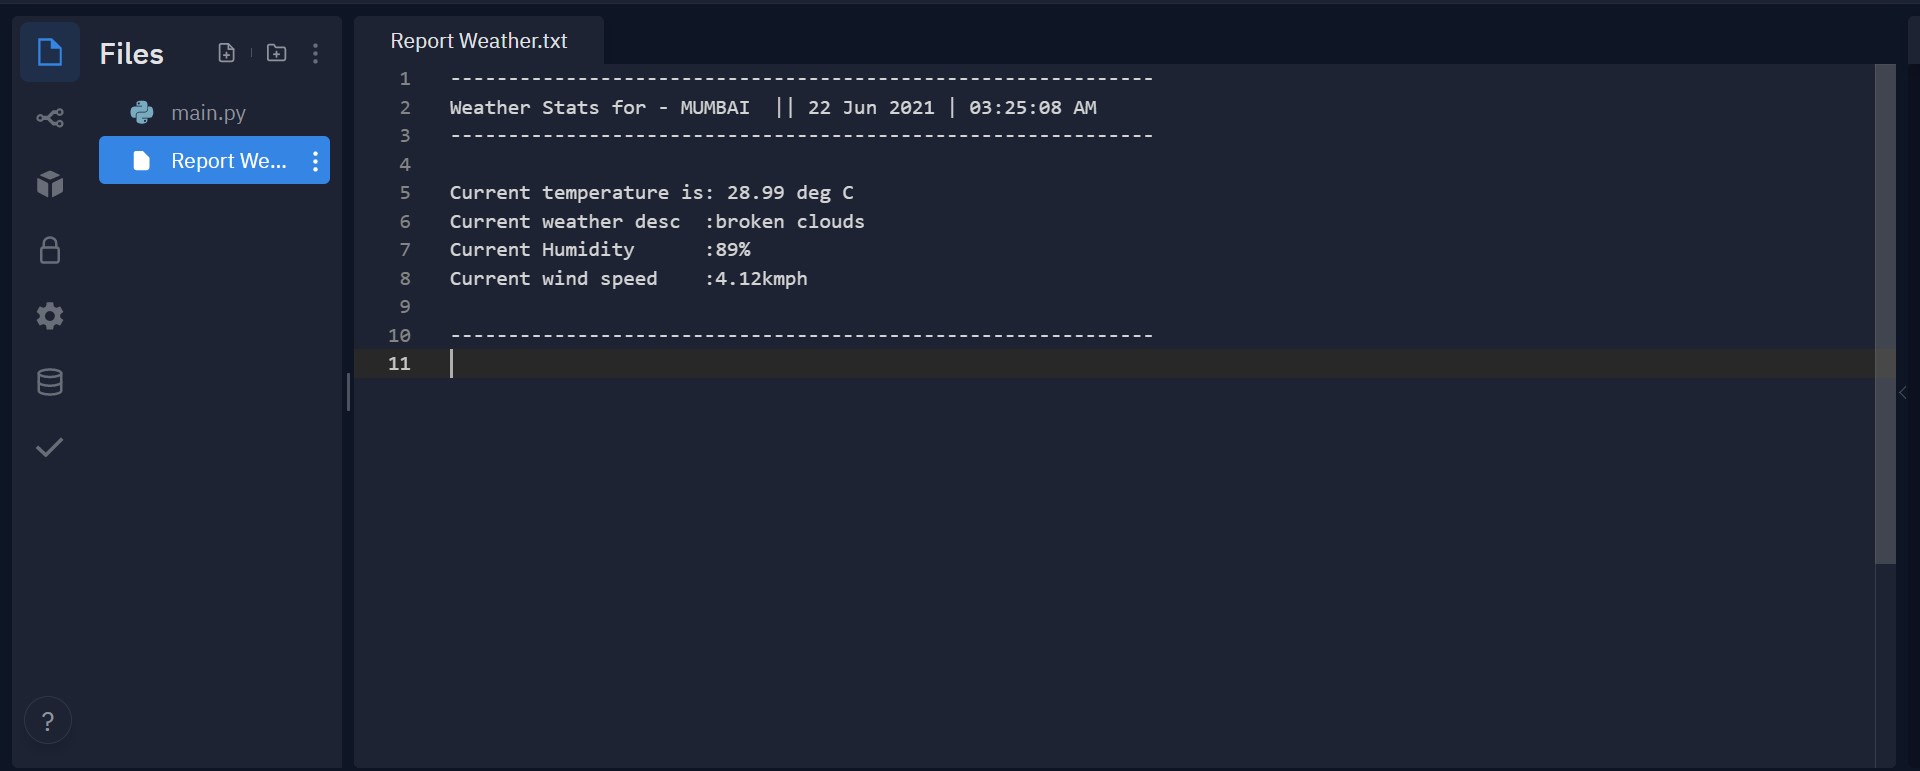 Files
main.py
Report We...
?
Report Weather.txt
1 -------------------------------------------------------------
2 Weather Stats for - MUMBAI  || 22 Jun 2021 | 03:25:08 AM
3 -------------------------------------------------------------
4
5 Current temperature is: 28.99 deg C
6 Current weather desc  :broken clouds
7 Current Humidity      :89%
8 Current wind speed    :4.12kmph
9
10 -------------------------------------------------------------
11